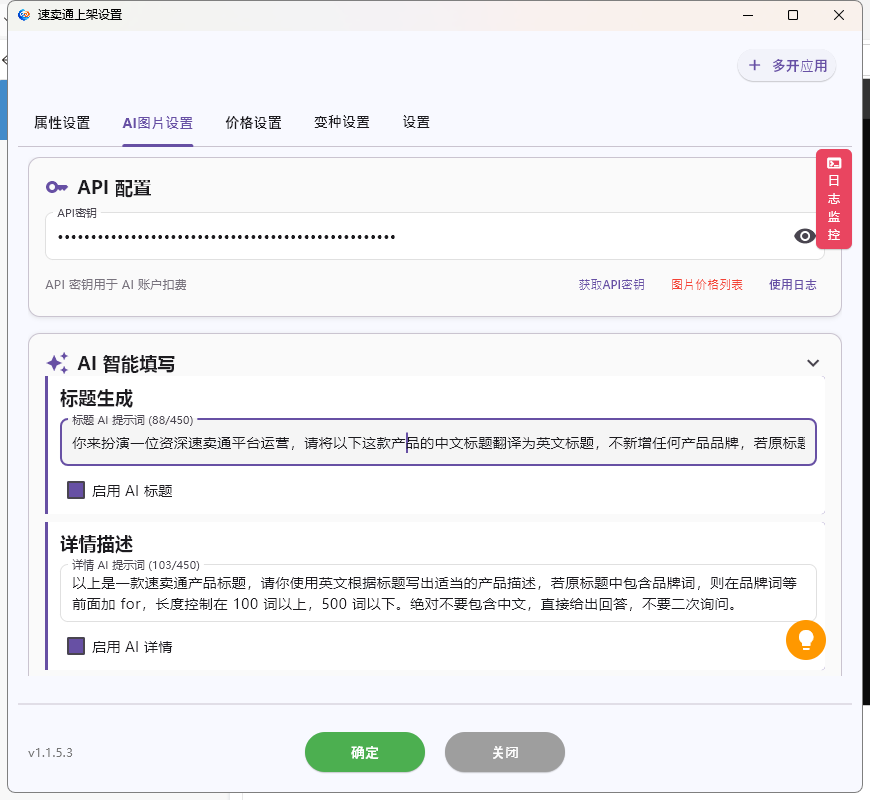 速卖通上架设置
+ 多开应用
属性设置 AI图片设置 价格设置 变种设置 设置
日志监控
API 配置
API密钥
••••••••••••••••••••••••••••••••••••••••••••••••••••
API 密钥用于 AI 账户扣费 获取API密钥 图片价格列表 使用日志
AI 智能填写
标题生成
标题 AI 提示词 (88/450)
你来扮演一位资深速卖通平台运营，请将以下这款产品的中文标题翻译为英文标题，不新增任何产品品牌，若原标题
启用 AI 标题
详情描述
详情 AI 提示词 (103/450)
以上是一款速卖通产品标题，请你使用英文根据标题写出适当的产品描述，若原标题中包含品牌词，则在品牌词等
前面加 for，长度控制在 100 词以上，500 词以下。绝对不要包含中文，直接给出回答，不要二次询问。
启用 AI 详情
v1.1.5.3 确定 关闭